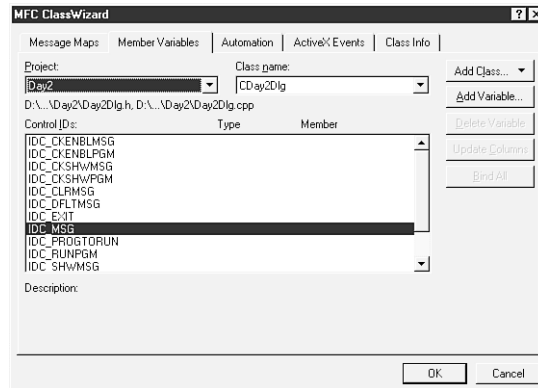 MFC ClassWizard
Message Maps Member Variables Automation ActiveX Events Class Info
Project: Class name:
Day2 CDay2Dlg
Add Class...
D:\...\Day2\Day2Dlg.h, D:\...\Day2\Day2Dlg.cpp
Add Variable...
Control IDs: Type Member
Delete Variable
IDC_CKENBLMSG
IDC_CKENBLPGM
Update Columns
IDC_CKSHWMSG
IDC_CKSHWPGM
Bind All
IDC_CLRMSG
IDC_DFLTMSG
IDC_EXIT
IDC_MSG
IDC_PROGTORUN
IDC_RUNPGM
IDC_SHWMSG
Description:
OK Cancel